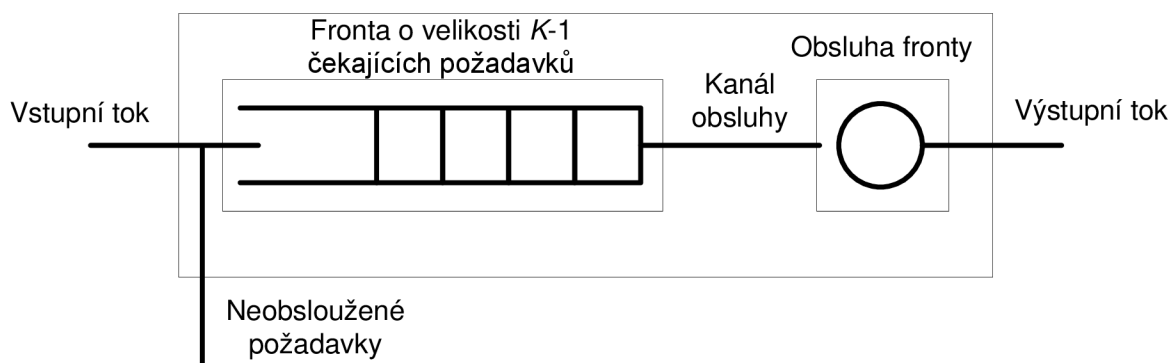 Fronta o velikosti K-1
čekajících požadavků
Obsluha fronty
Vstupní tok
Kanál
obsluhy
Výstupní tok
Neobsloužené
požadavky